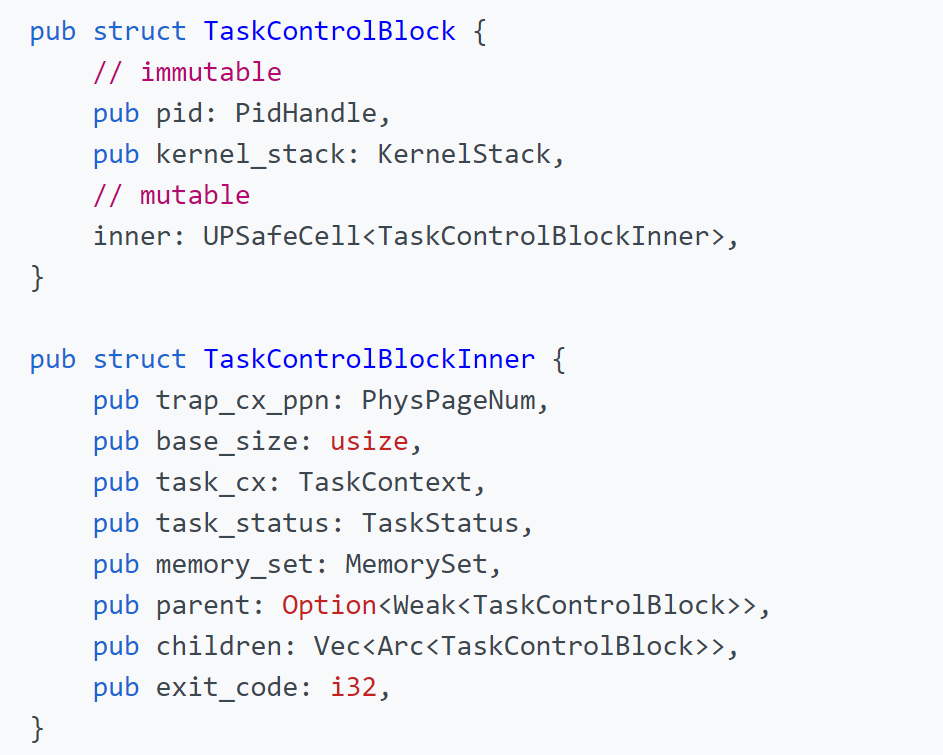 pub struct TaskControlBlock {
    // immutable
    pub pid: PidHandle,
    pub kernel_stack: KernelStack,
    // mutable
    inner: UPSafeCell<TaskControlBlockInner>,
}

pub struct TaskControlBlockInner {
    pub trap_cx_ppn: PhysPageNum,
    pub base_size: usize,
    pub task_cx: TaskContext,
    pub task_status: TaskStatus,
    pub memory_set: MemorySet,
    pub parent: Option<Weak<TaskControlBlock>>,
    pub children: Vec<Arc<TaskControlBlock>>,
    pub exit_code: i32,
}